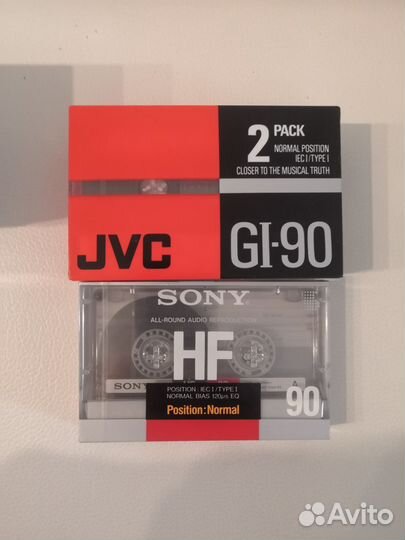 2 PACK
NORMAL POSITION
IEC I/TYPE I
CLOSER TO THE MUSICAL TRUTH
JVC
GI-90
SONY
ALL-ROUND AUDIO REPRODUCTION
HF
SONY
A
POSITION: IEC I/TYPE I
NORMAL BIAS 120µs EQ
Position: Normal
90
Avito